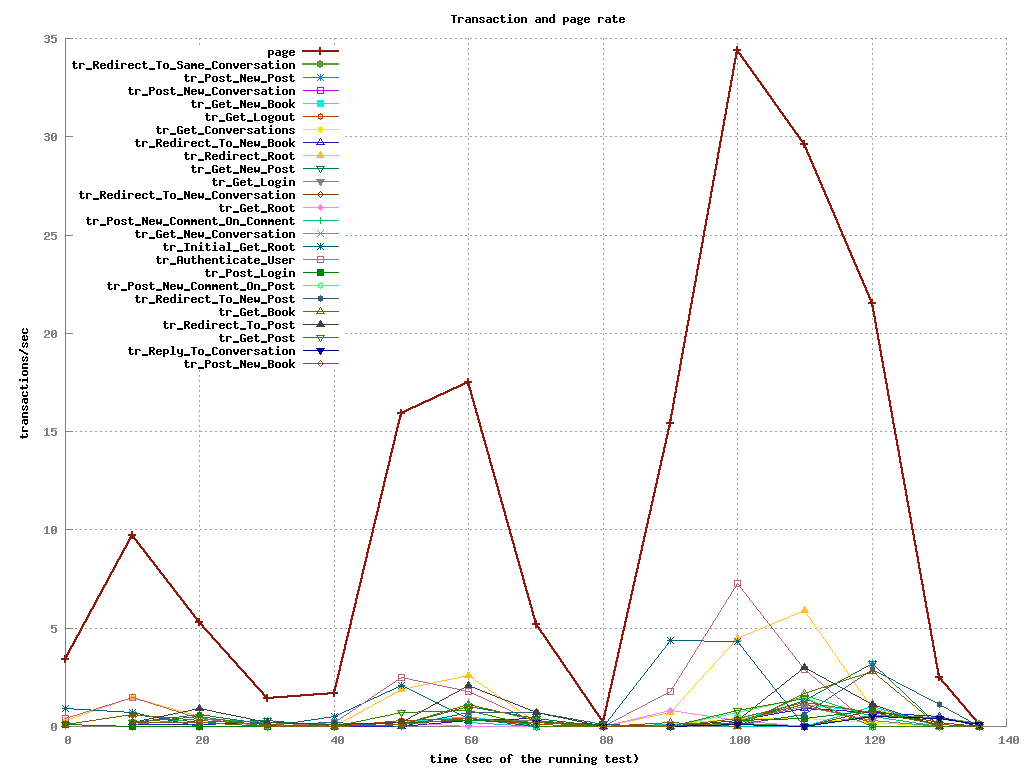 Transaction and page rate
35
30
25
20
15
10
5
0
transactions/sec
page
tr_Redirect_To_Same_Conversation
tr_Post_New_Post
tr_Post_New_Conversation
tr_Get_New_Book
tr_Get_Logout
tr_Get_Conversations
tr_Redirect_To_New_Book
tr_Redirect_Root
tr_Get_New_Post
tr_Get_Login
tr_Redirect_To_New_Conversation
tr_Get_Root
tr_Post_New_Comment_On_Comment
tr_Get_New_Conversation
tr_Initial_Get_Root
tr_Authenticate_User
tr_Post_Login
tr_Post_New_Comment_On_Post
tr_Redirect_To_New_Post
tr_Get_Book
tr_Redirect_To_Post
tr_Get_Post
tr_Reply_To_Conversation
tr_Post_New_Book
0 20 40 60 80 100 120 140
time (sec of the running test)